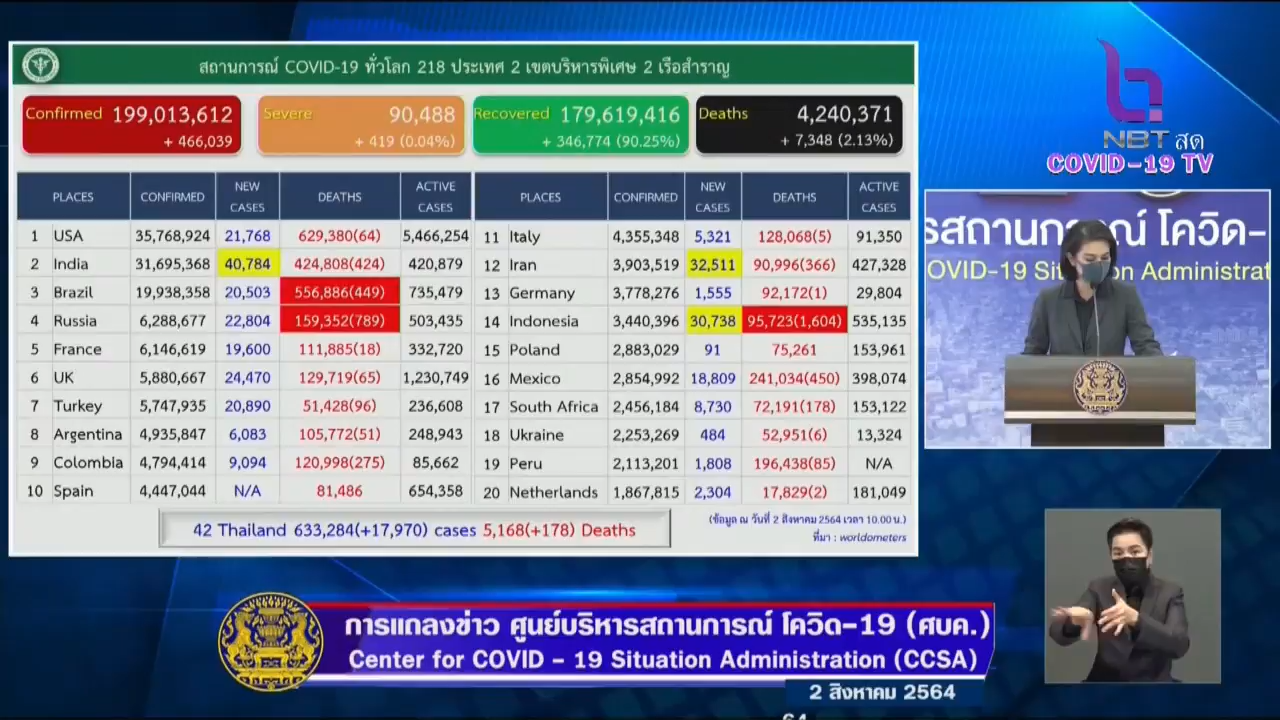 สถานการณ์ COVID-19 ทั่วโลก 218 ประเทศ 2 เขตบริหารพิเศษ 2 เรือสำราญ
Confirmed 199,013,612
+ 466,039
Severe 90,488
+ 419 (0.04%)
Recovered 179,619,416
+ 346,774 (90.25%)
Deaths 4,240,371
+ 7,348 (2.13%)
PLACES CONFIRMED NEW CASES DEATHS ACTIVE CASES
1 USA 35,768,924 21,768 629,380(64) 5,466,254
2 India 31,695,368 40,784 424,808(424) 420,879
3 Brazil 19,938,358 20,503 556,886(449) 735,479
4 Russia 6,288,677 22,804 159,352(789) 503,435
5 France 6,146,619 19,600 111,885(18) 332,720
6 UK 5,880,667 24,470 129,719(65) 1,230,749
7 Turkey 5,747,935 20,890 51,428(96) 236,608
8 Argentina 4,935,847 6,083 105,772(51) 248,943
9 Colombia 4,794,414 9,094 120,998(275) 85,662
10 Spain 4,447,044 N/A 81,486 654,358
PLACES CONFIRMED NEW CASES DEATHS ACTIVE CASES
11 Italy 4,355,348 5,321 128,068(5) 91,350
12 Iran 3,903,519 32,511 90,996(366) 427,328
13 Germany 3,778,276 1,555 92,172(1) 29,804
14 Indonesia 3,440,396 30,738 95,723(1,604) 535,135
15 Poland 2,883,029 91 75,261 153,961
16 Mexico 2,854,992 18,809 241,034(450) 398,074
17 South Africa 2,456,184 8,730 72,191(178) 153,122
18 Ukraine 2,253,269 484 52,951(6) 13,324
19 Peru 2,113,201 1,808 196,438(85) N/A
20 Netherlands 1,867,815 2,304 17,829(2) 181,049
42 Thailand 633,284(+17,970) cases 5,168(+178) Deaths
(ข้อมูล ณ วันที่ 2 สิงหาคม 2564 เวลา 10.00 น.)
ที่มา : worldometers
NBT สด
COVID-19 TV
รสถานการณ์ โควิด-
OVID-19 Situation Administrat
การแถลงข่าว ศูนย์บริหารสถานการณ์ โควิด-19 (ศบค.)
Center for COVID - 19 Situation Administration (CCSA)
2 สิงหาคม 2564